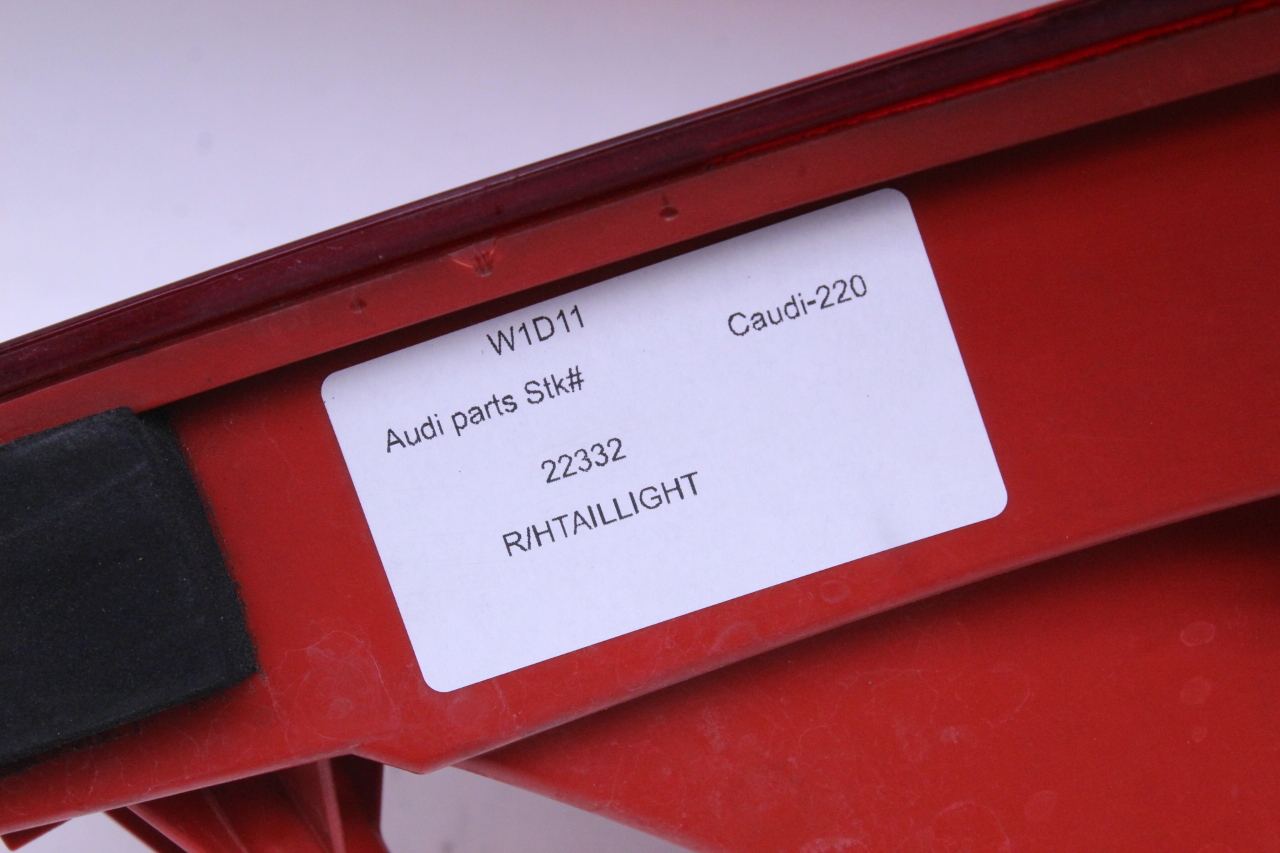 W1D11 Caudi-220
Audi parts Stk#
22332
R/HTAILLIGHT